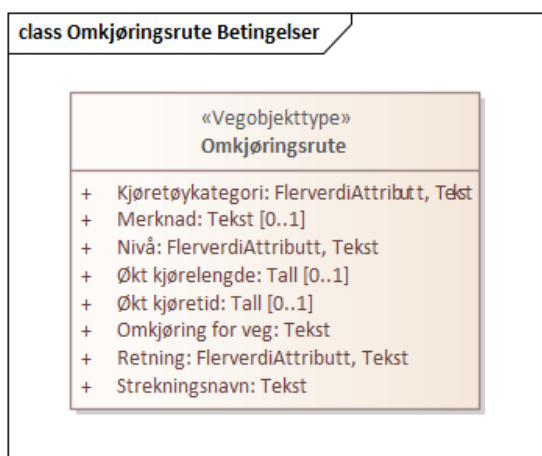 class Omkjøringsrute Betingelser
«Vegobjekttype»
Omkjøringsrute
+ Kjøretøykategori: FlerverdiAttributt, Tekst
+ Merknad: Tekst [0..1]
+ Nivå: FlerverdiAttributt, Tekst
+ Økt kjørelengde: Tall [0..1]
+ Økt kjøretid: Tall [0..1]
+ Omkjøring for veg: Tekst
+ Retning: FlerverdiAttributt, Tekst
+ Strekningsnavn: Tekst